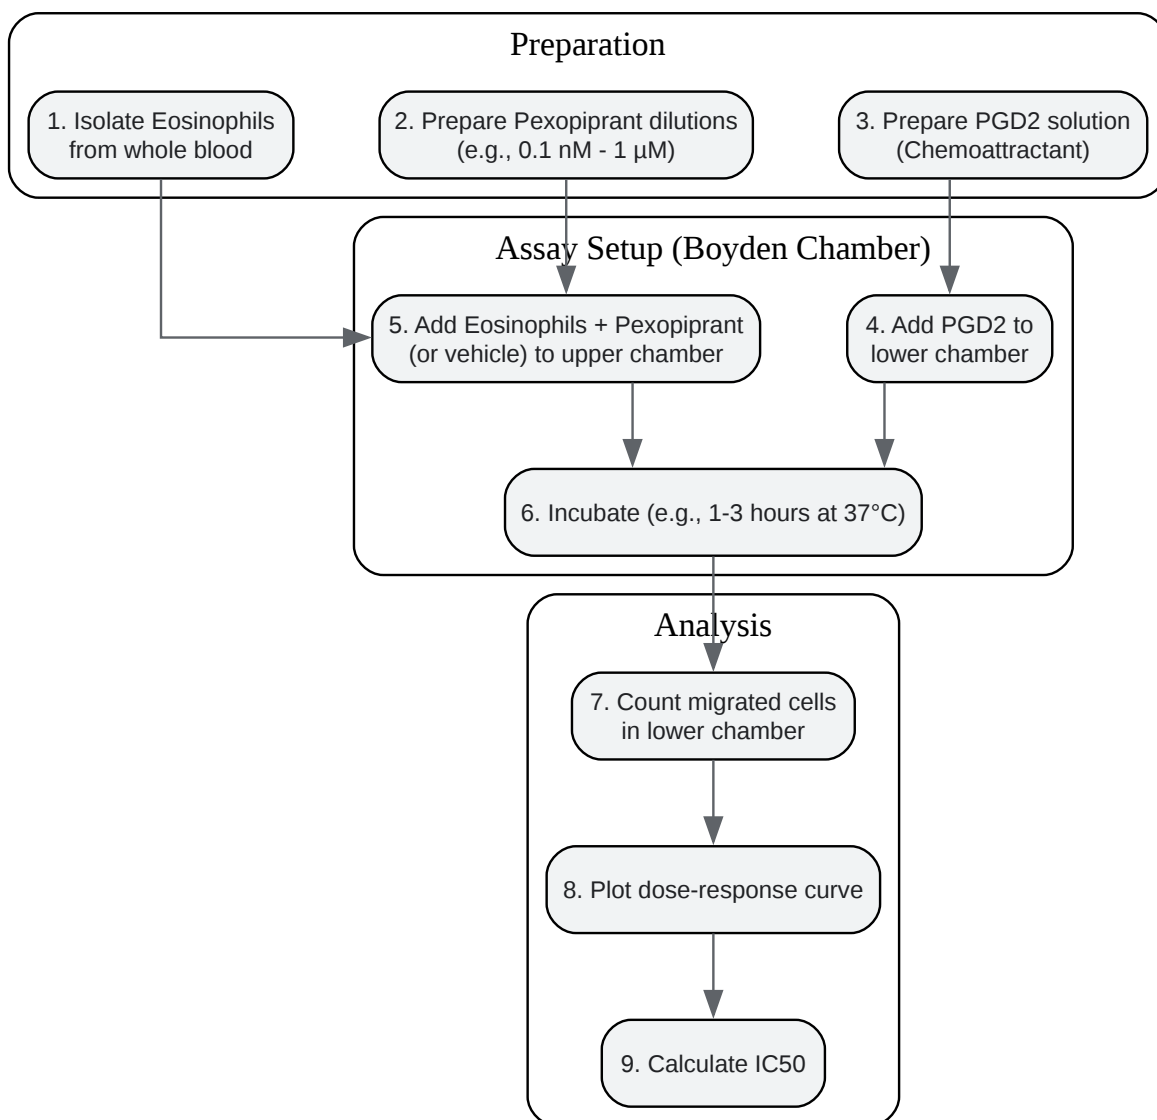 Preparation
1. Isolate Eosinophils
from whole blood
2. Prepare Pexopiprant dilutions
(e.g., 0.1 nM - 1 µM)
3. Prepare PGD2 solution
(Chemoattractant)
Assay Setup (Boyden Chamber)
5. Add Eosinophils + Pexopiprant
(or vehicle) to upper chamber
4. Add PGD2 to
lower chamber
6. Incubate (e.g., 1-3 hours at 37°C)
Analysis
7. Count migrated cells
in lower chamber
8. Plot dose-response curve
9. Calculate IC50